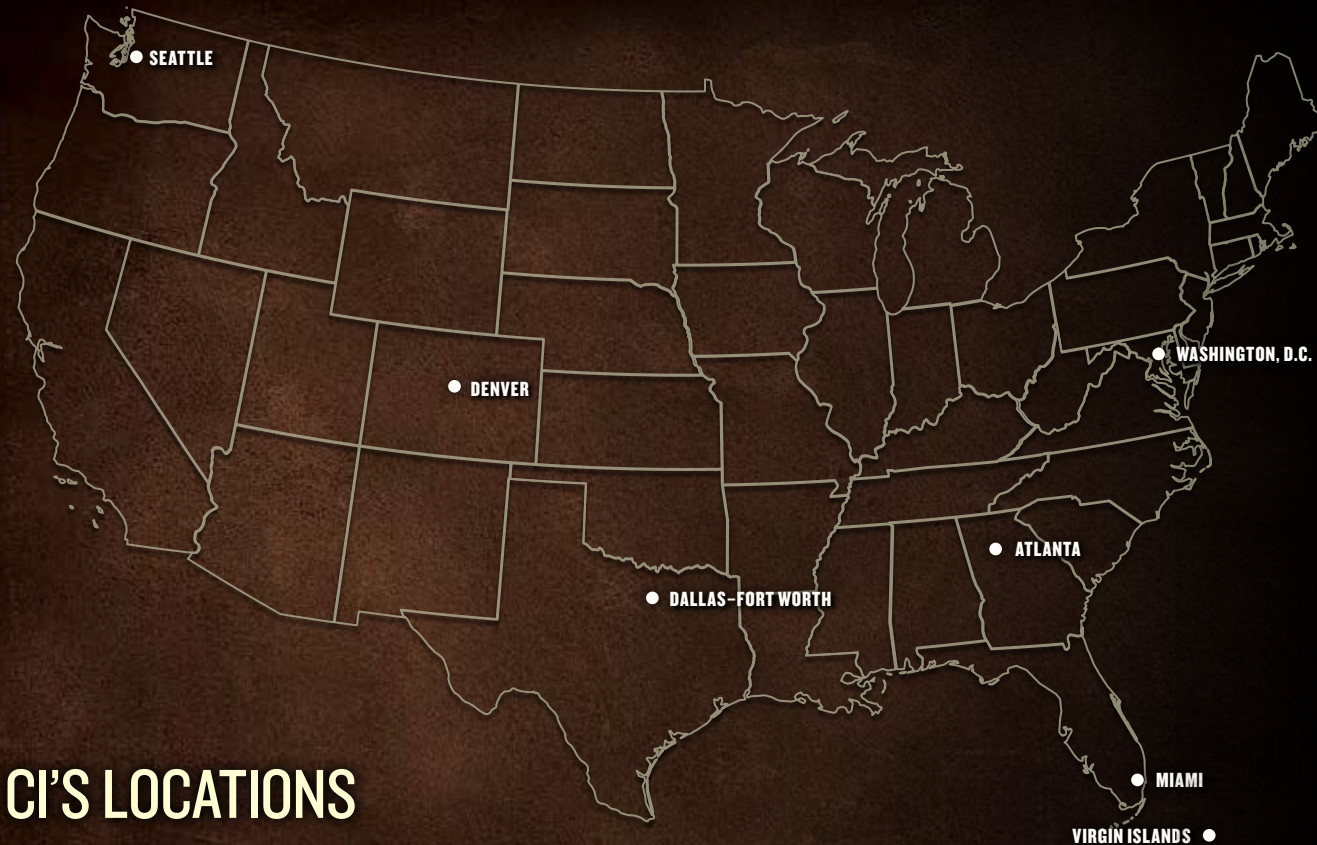 SEATTLE
WASHINGTON, D.C.
DENVER
ATLANTA
DALLAS-FORT WORTH
CI'S LOCATIONS
MIAMI
VIRGIN ISLANDS